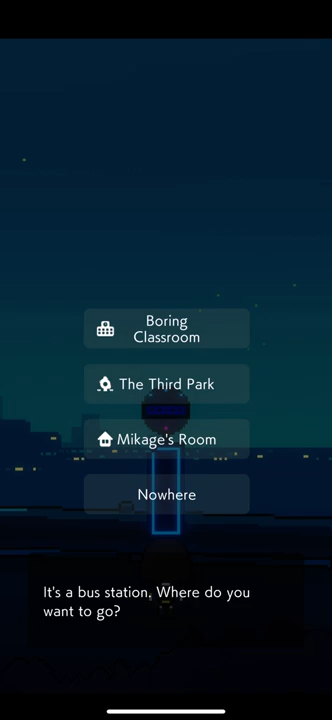 Boring
Classroom
The Third Park
Mikage's Room
Nowhere
It's a bus station. Where do you
want to go?